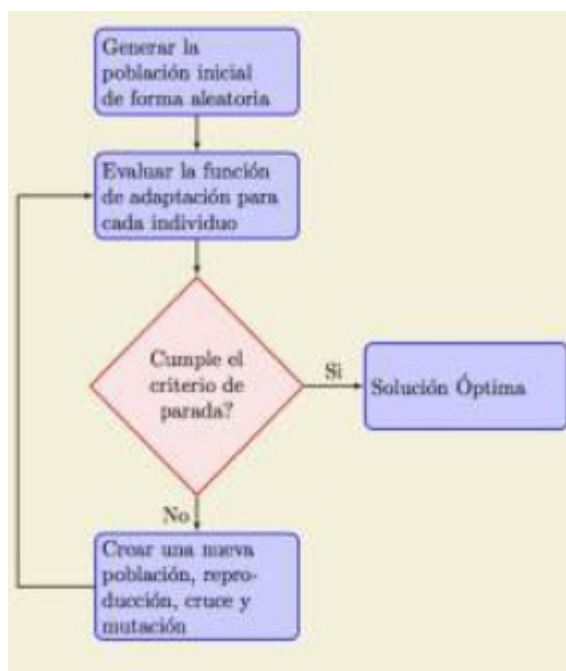 Generar la
población inicial
de forma aleatoria
Evaluar la función
de adaptación para
cada individuo
Cumple el
criterio de
parada?
Si
Solución Óptima
No
Crear una nueva
población, repro-
ducción, cruce y
mutación